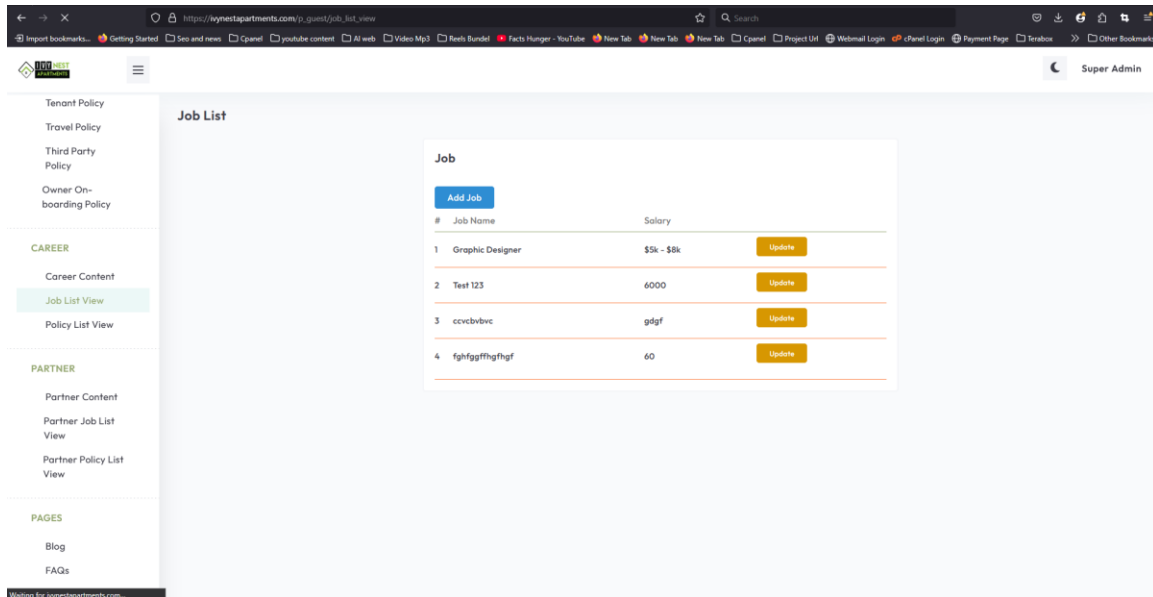 https://ivynestapartments.com/p_guest/job_list_view
Search
Import bookmarks... Getting Started Seo and news Cpanel youtube content AI web Video Mp3 Reels Bundel Facts Hunger - YouTube New Tab New Tab New Tab Cpanel Project Url Webmail Login cPanel Login Payment Page Terabox Other Bookmarks
NEST
APARTMENTS
Super Admin
Tenant Policy
Travel Policy
Third Party
Policy
Owner On-
boarding Policy
CAREER
Career Content
Job List View
Policy List View
PARTNER
Partner Content
Partner Job List
View
Partner Policy List
View
PAGES
Blog
FAQs
Waiting for ivynestapartments.com...
Job List
Job
Add Job
# Job Name Salary
1 Graphic Designer $5k - $8k Update
2 Test 123 6000 Update
3 ccvcbvbvc gdgf Update
4 fghfggffhgfhgf 60 Update